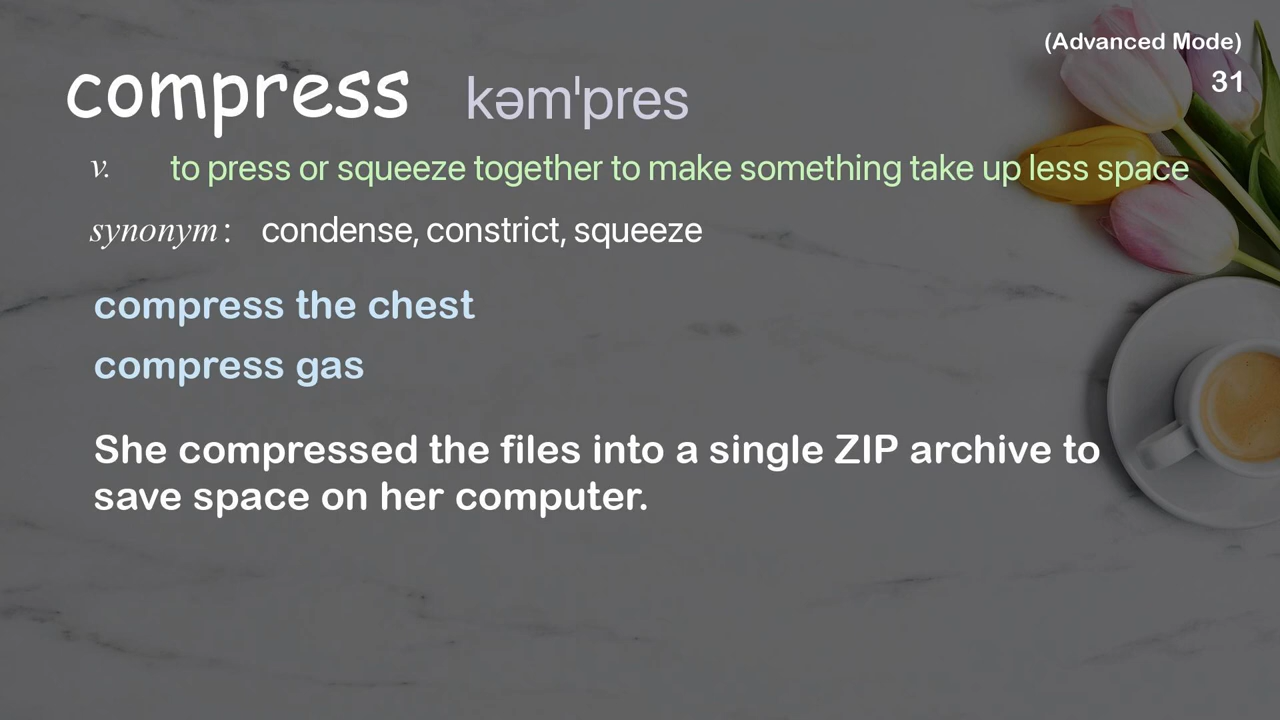 (Advanced Mode)
31
compress kəm'pres
v. to press or squeeze together to make something take up less space
synonym : condense, constrict, squeeze
compress the chest
compress gas
She compressed the files into a single ZIP archive to
save space on her computer.